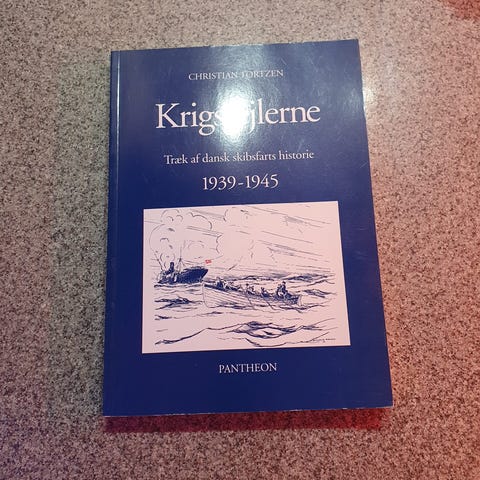 CHRISTIAN TORTZEN
Træk af dansk skibsfarts historie
1939-1945
PANTHEON